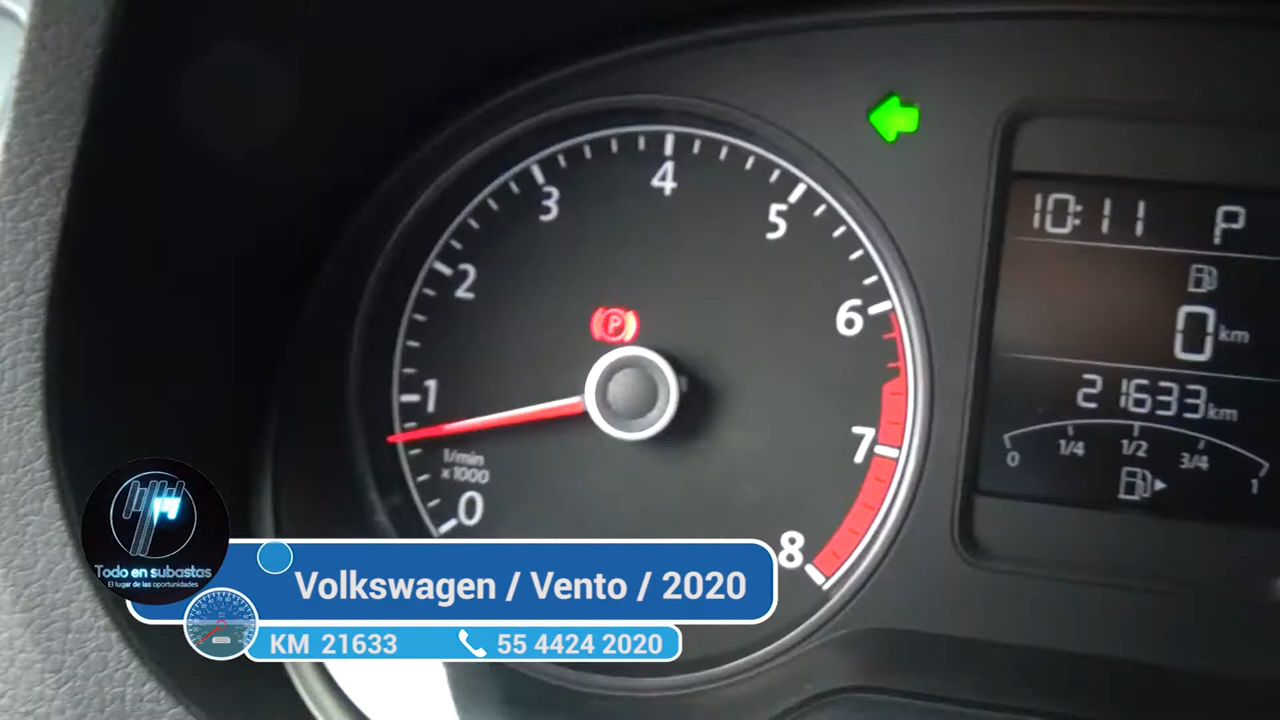 4
3
5
2
6
1
7
1/min
x1000
0
8
P
10:11 P
0 km
21633 km
0 1/4 1/2 3/4 1
Todo en subastas
El lugar de las oportunidades
Volkswagen / Vento / 2020
KM 21633 55 4424 2020